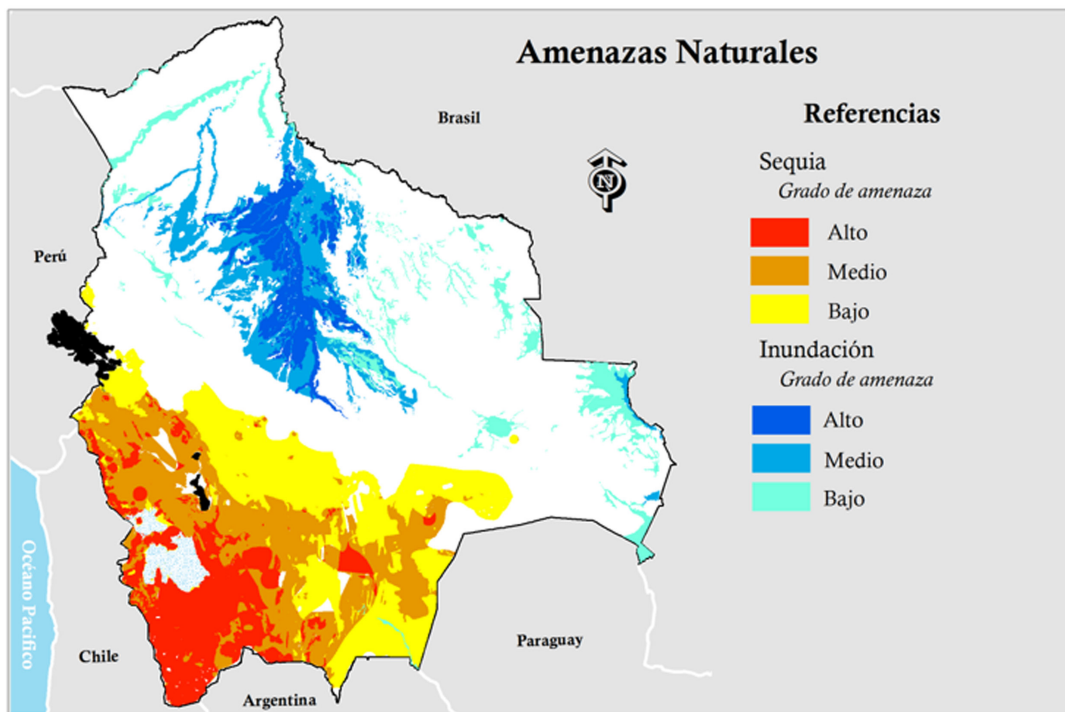 Amenazas Naturales
Brasil
Referencias
Sequia
Grado de amenaza
Alto
Medio
Bajo
Inundación
Grado de amenaza
Alto
Medio
Bajo
N
Perú
Océano Pacifico
Chile
Argentina
Paraguay